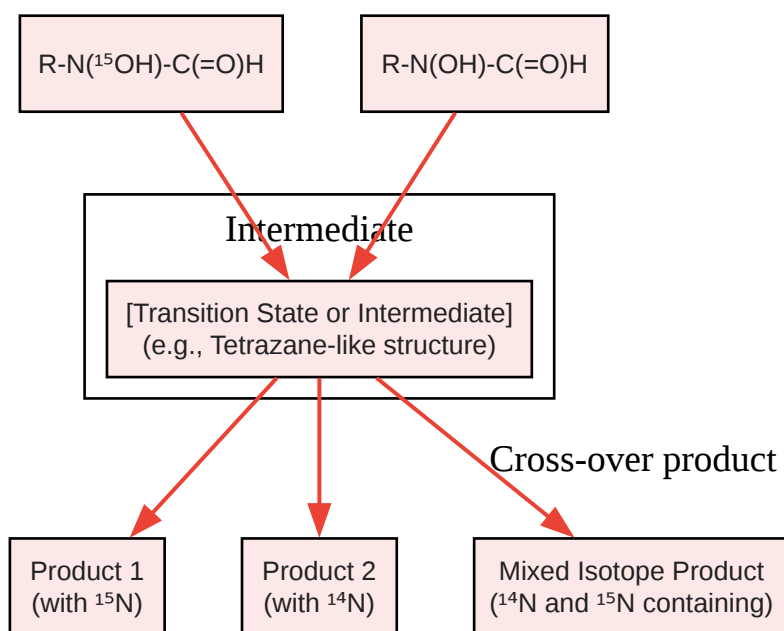 R-N(¹⁵OH)-C(=O)H
R-N(OH)-C(=O)H
Intermediate
[Transition State or Intermediate]
(e.g., Tetrazane-like structure)
Cross-over product
Product 1
(with ¹⁵N)
Product 2
(with ¹⁴N)
Mixed Isotope Product
(¹⁴N and ¹⁵N containing)